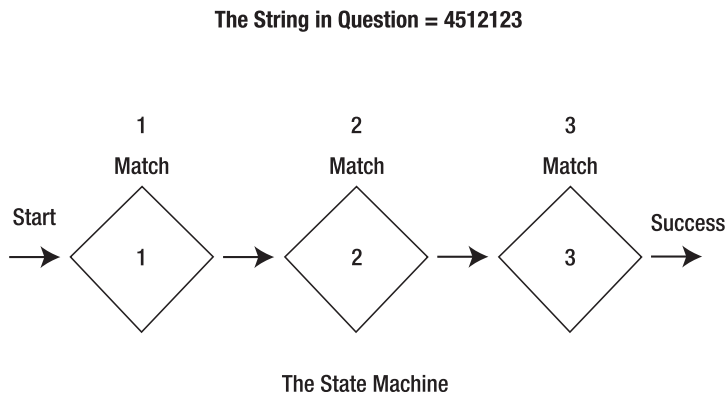 The String in Question = 4512123
1 2 3
Match Match Match
Start
Success
1 2 3
The State Machine